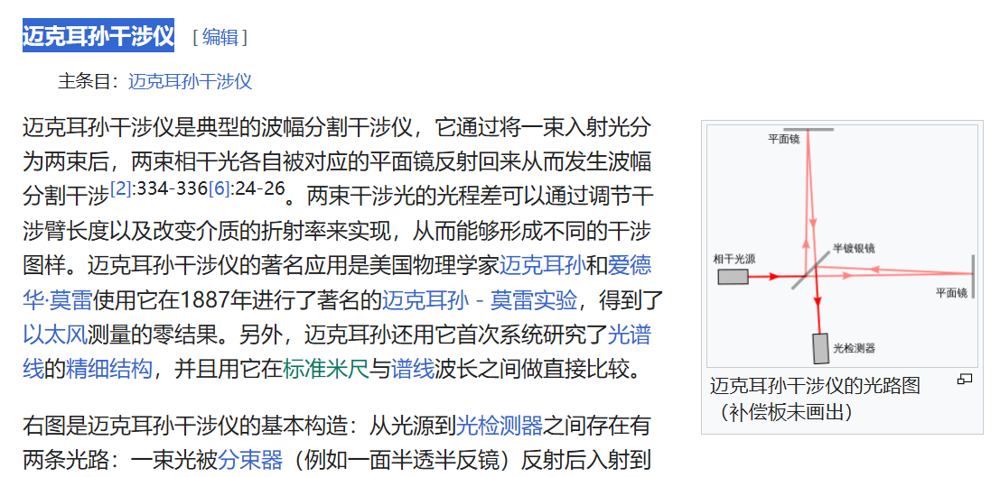 迈克耳孙干涉仪 [ 编辑 ]
主条目：迈克耳孙干涉仪
迈克耳孙干涉仪是典型的波幅分割干涉仪，它通过将一束入射光分
为两束后，两束相干光各自被对应的平面镜反射回来从而发生波幅
分割干涉[2]:334-336[6]:24-26。两束干涉光的光程差可以通过调节干
涉臂长度以及改变介质的折射率来实现，从而能够形成不同的干涉
图样。迈克耳孙干涉仪的著名应用是美国物理学家迈克耳孙和爱德
华·莫雷使用它在1887年进行了著名的迈克耳孙－莫雷实验，得到了
以太风测量的零结果。另外，迈克耳孙还用它首次系统研究了光谱
线的精细结构，并且用它在标准米尺与谱线波长之间做直接比较。
右图是迈克耳孙干涉仪的基本构造：从光源到光检测器之间存在有
两条光路：一束光被分束器（例如一面半透半反镜）反射后入射到
平面镜
半镀银镜
相干光源
平面镜
光检测器
迈克耳孙干涉仪的光路图
（补偿板未画出）